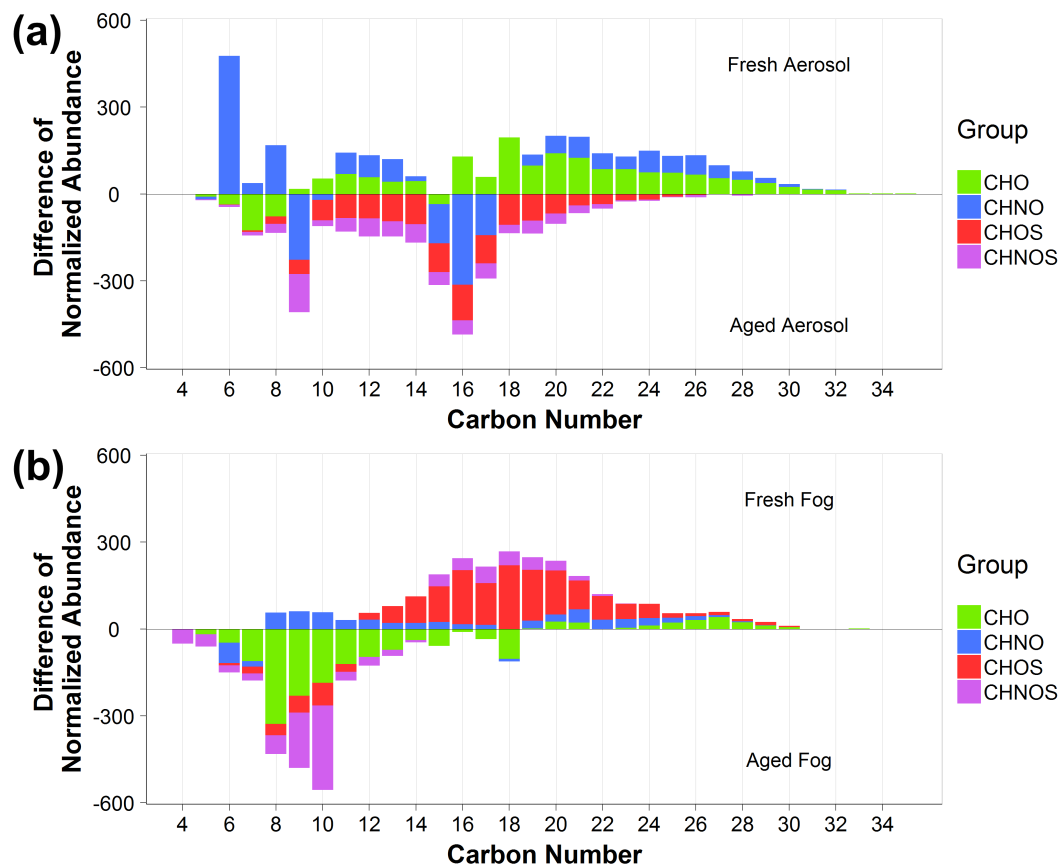 (a)
600
300
0
-300
-600
Difference of
Normalized Abundance
Fresh Aerosol
Aged Aerosol
4 6 8 10 12 14 16 18 20 22 24 26 28 30 32 34
Carbon Number
Group
CHO
CHNO
CHOS
CHNOS
(b)
600
300
0
-300
-600
Difference of
Normalized Abundance
Fresh Fog
Aged Fog
4 6 8 10 12 14 16 18 20 22 24 26 28 30 32 34
Carbon Number
Group
CHO
CHNO
CHOS
CHNOS